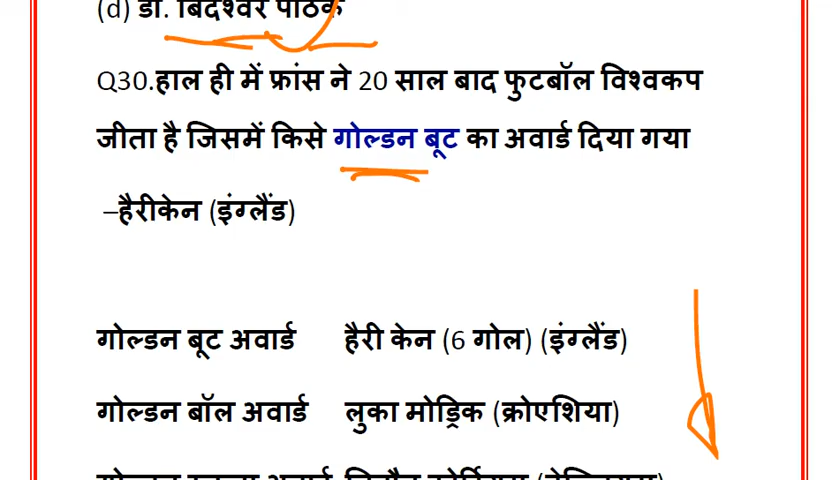 (d) डॉ. बिंदेश्वर पाठक
Q30.हाल ही में फ्रांस ने 20 साल बाद फुटबॉल विश्वकप
जीता है जिसमें किसे गोल्डन बूट का अवार्ड दिया गया
–हैरीकेन (इंग्लैंड)
गोल्डन बूट अवार्ड हैरी केन (6 गोल) (इंग्लैंड)
गोल्डन बॉल अवार्ड लुका मोड्रिक (क्रोएशिया)